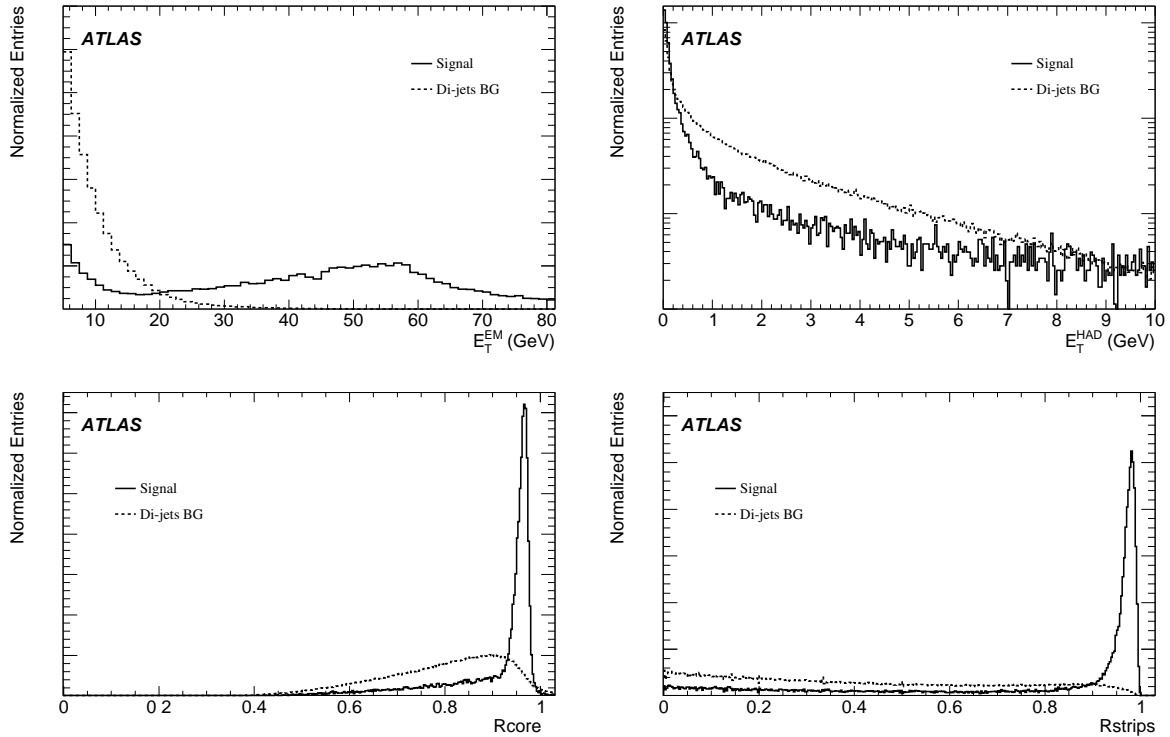 Normalized Entries
ATLAS
Signal
Di-jets BG
10 20 30 40 50 60 70 80
E_T^EM (GeV)
Normalized Entries
ATLAS
Signal
Di-jets BG
0 1 2 3 4 5 6 7 8 9 10
E_T^HAD (GeV)
Normalized Entries
ATLAS
Signal
Di-jets BG
0 0 2 0.4 0.6 0.8 1
Rcore
Normalized Entries
ATLAS
Signal
Di-jets BG
0 0.2 0.4 0.6 0.8 1
Rstrips